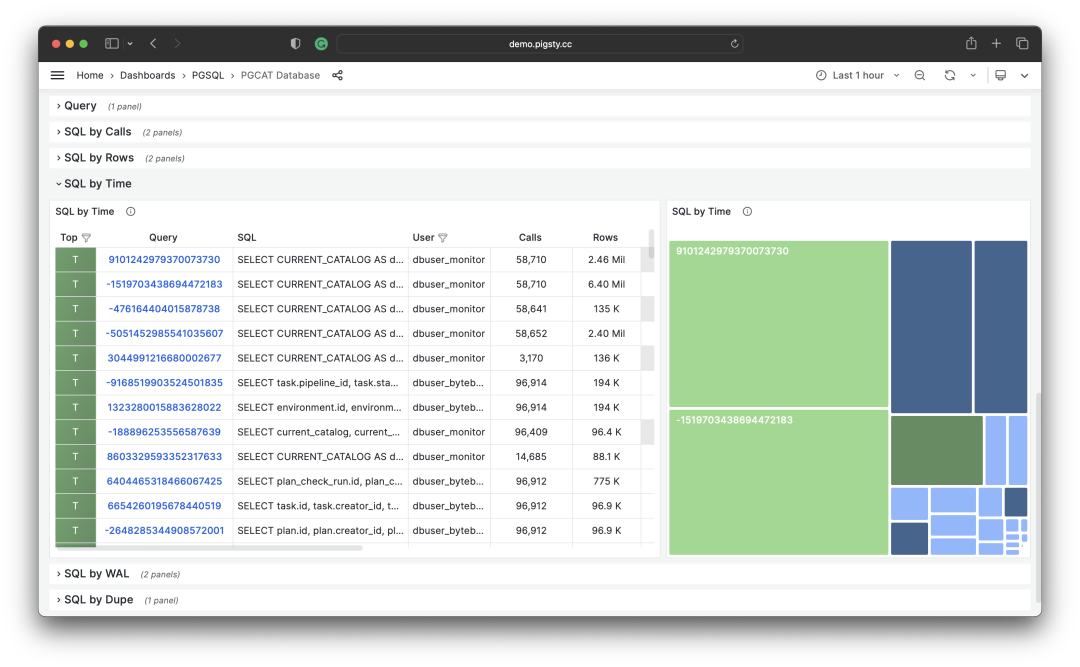 demo.pigsty.cc
Home › Dashboards › PGSQL › PGCAT Database
Last 1 hour
Query (1 panel)
SQL by Calls (2 panels)
SQL by Rows (2 panels)
SQL by Time
SQL by Time
Top Query SQL User Calls Rows
T 9101242979370073730 SELECT CURRENT_CATALOG AS d... dbuser_monitor 58,710 2.46 Mil
T -1519703438694472183 SELECT CURRENT_CATALOG AS d... dbuser_monitor 58,710 6.40 Mil
T -476164404015878738 SELECT CURRENT_CATALOG AS d... dbuser_monitor 58,641 135 K
T -5051452985541035607 SELECT CURRENT_CATALOG AS d... dbuser_monitor 58,652 2.40 Mil
T 3044991216680002677 SELECT CURRENT_CATALOG AS d... dbuser_monitor 3,170 136 K
T -9168519903524501835 SELECT task.pipeline_id, task.sta... dbuser_byteb... 96,914 194 K
T 1323280015883628022 SELECT environment.id, environm... dbuser_byteb... 96,914 194 K
T -188896253556587639 SELECT current_catalog, current_... dbuser_monitor 96,409 96.4 K
T 8603329593352317633 SELECT CURRENT_CATALOG AS d... dbuser_monitor 14,685 88.1 K
T 6404465318466067425 SELECT plan_check_run.id, plan_c... dbuser_byteb... 96,912 775 K
T 6654260195678440519 SELECT task.id, task.creator_id, t... dbuser_byteb... 96,912 96.9 K
T -2648285344908572001 SELECT plan.id, plan.creator_id, pl... dbuser_byteb... 96,912 96.9 K
SQL by Time
9101242979370073730
-1519703438694472183
SQL by WAL (2 panels)
SQL by Dupe (1 panel)